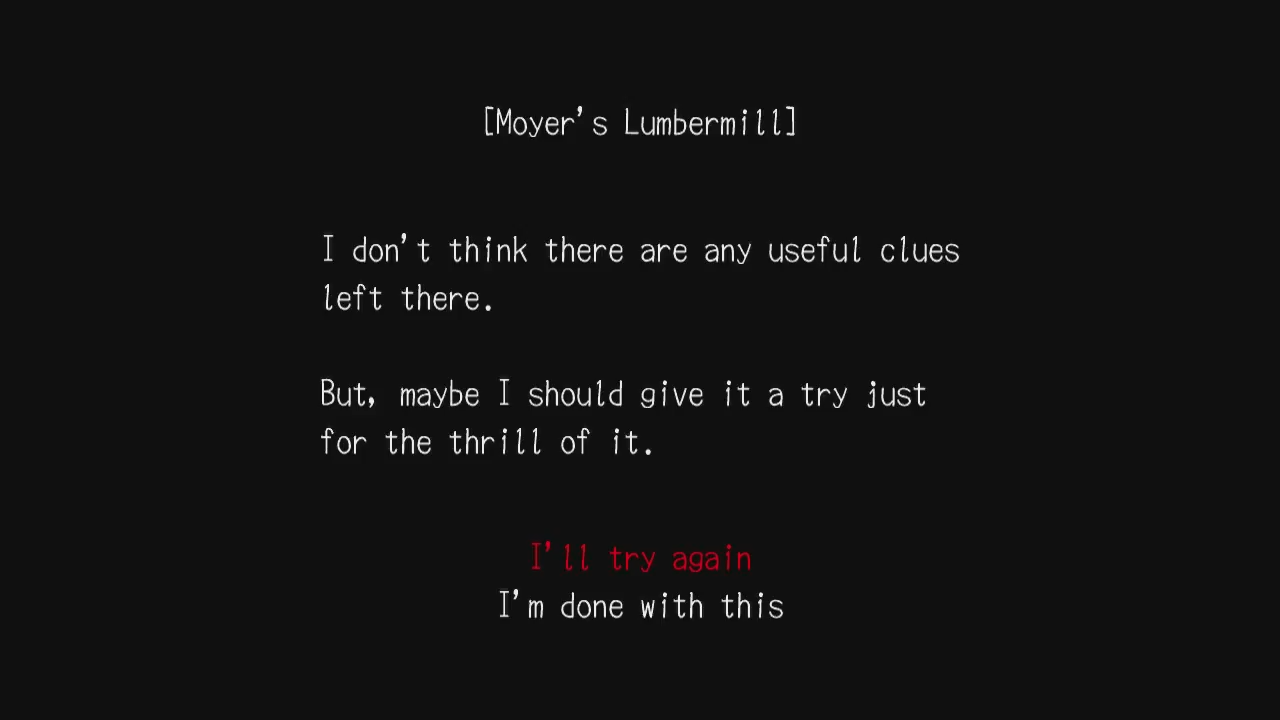 [Moyer's Lumbermill]
I don't think there are any useful clues
left there.
But, maybe I should give it a try just
for the thrill of it.
I'll try again
I'm done with this